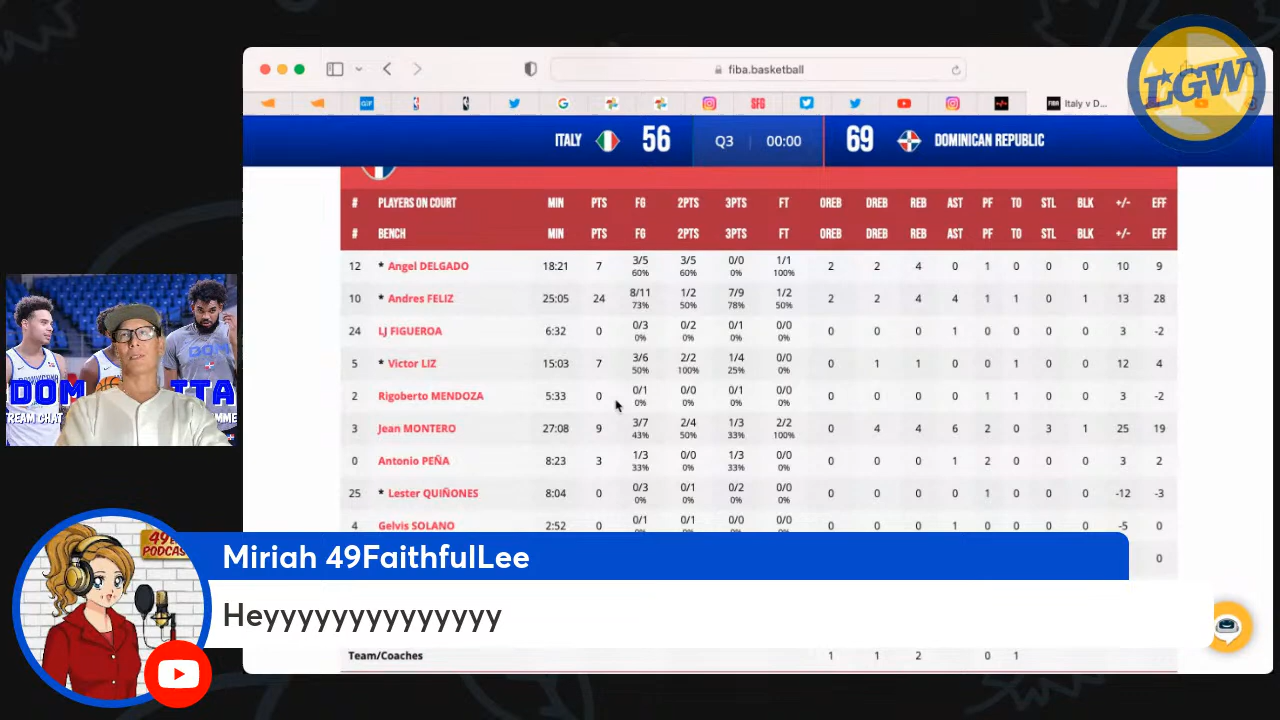 LGW
fiba.basketball
GIF
SFG
FIBA Italy v D...
ITALY 56 Q3 00:00 69 DOMINICAN REPUBLIC
# PLAYERS ON COURT MIN PTS FG 2PTS 3PTS FT OREB DREB REB AST PF TO STL BLK +/- EFF
# BENCH MIN PTS FG 2PTS 3PTS FT OREB DREB REB AST PF TO STL BLK +/- EFF
12 * Angel DELGADO 18:21 7 3/5 3/5 0/0 1/1 2 2 4 0 1 0 0 0 10 9
60% 60% 0% 100%
10 * Andres FELIZ 25:05 24 8/11 1/2 7/9 1/2 2 2 4 4 1 1 0 1 13 28
73% 50% 78% 50%
24 LJ FIGUEROA 6:32 0 0/3 0/2 0/1 0/0 0 0 0 1 0 0 0 0 3 -2
0% 0% 0% 0%
5 * Victor LIZ 15:03 7 3/6 2/2 1/4 0/0 0 1 1 0 0 1 0 0 12 4
50% 100% 25% 0%
2 Rigoberto MENDOZA 5:33 0 0/1 0/0 0/1 0/0 0 0 0 0 1 1 0 0 3 -2
0% 0% 0% 0%
3 Jean MONTERO 27:08 9 3/7 2/4 1/3 2/2 0 4 4 6 2 0 3 1 25 19
43% 50% 33% 100%
0 Antonio PEÑA 8:23 3 1/3 0/0 1/3 0/0 0 0 0 1 2 0 0 0 3 2
33% 0% 33% 0%
25 * Lester QUIÑONES 8:04 0 0/3 0/1 0/2 0/0 0 0 0 0 1 0 0 0 -12 -3
0% 0% 0% 0%
4 Gelvis SOLANO 2:52 0 0/1 0/1 0/0 0/0 0 0 0 1 0 0 0 0 -5 0
0
Team/Coaches 1 1 2 0 1
DOM ITA
Miriah 49FaithfulLee
Heyyyyyyyyyyyyyy